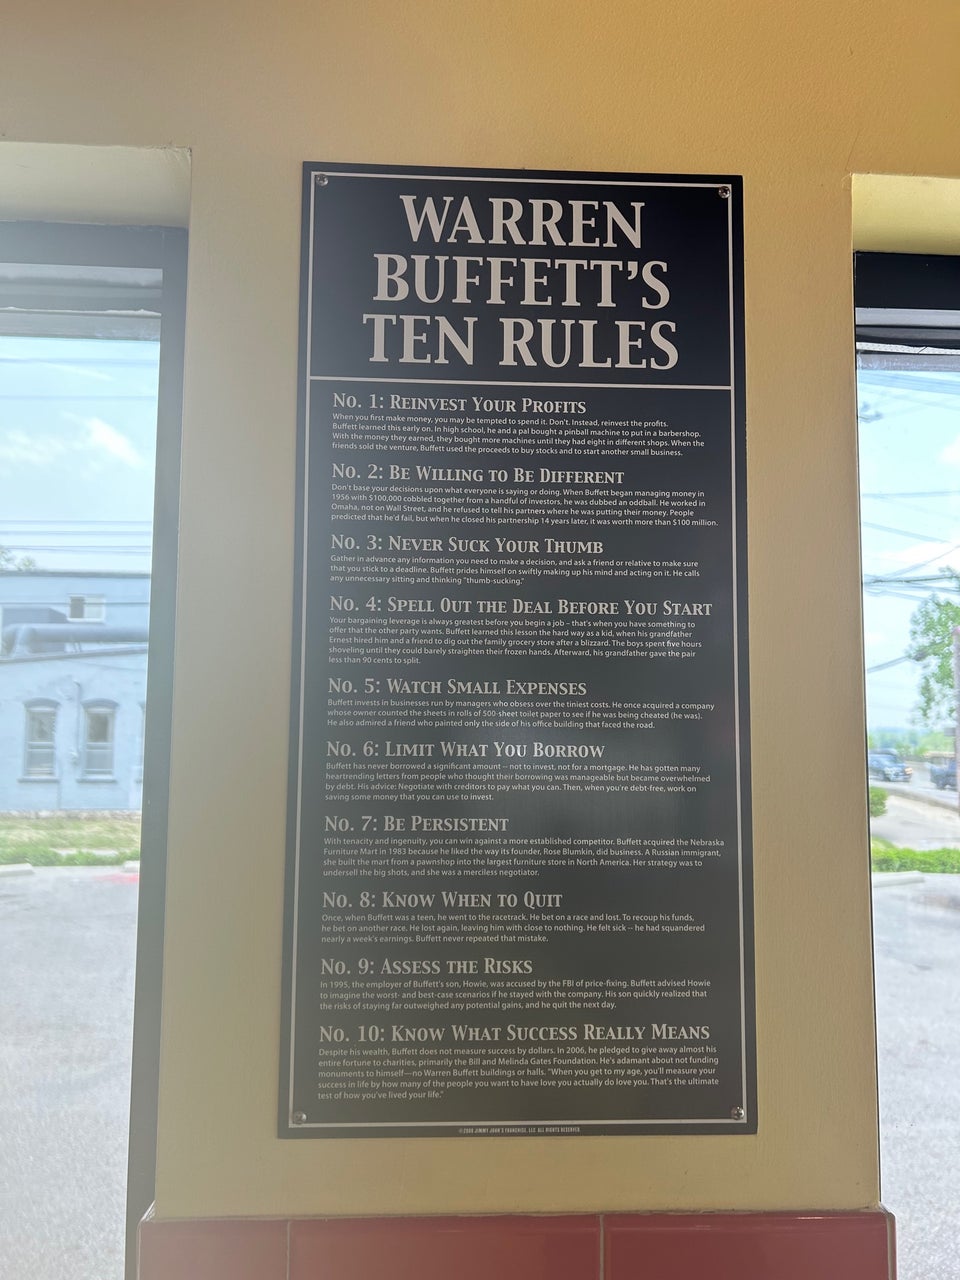 WARREN
BUFFETT'S
TEN RULES
No. 1: Reinvest Your Profits
When you first make money, you may be tempted to spend it. Don't. Instead, reinvest the profits.
Buffett learned this early on. In high school, he and a pal bought a pinball machine to put in a barbershop.
With the money they earned, they bought more machines until they had eight in different shops. When the
friends sold the venture, Buffett used the proceeds to buy stocks and to start another small business.
No. 2: Be Willing to Be Different
Don't base your decisions upon what everyone is saying or doing. When Buffett began managing money in
1956 with $100,000 cobbled together from a handful of investors, he was dubbed an oddball. He worked in
Omaha, not on Wall Street, and he refused to tell his partners where he was putting their money. People
predicted that he'd fail, but when he closed his partnership 14 years later, it was worth more than $100 million.
No. 3: Never Suck Your Thumb
Gather in advance any information you need to make a decision, and ask a friend or relative to make sure
that you stick to a deadline. Buffett prides himself on swiftly making up his mind and acting on it. He calls
any unnecessary sitting and thinking "thumb-sucking."
No. 4: Spell Out the Deal Before You Start
Your bargaining leverage is always greatest before you begin a job – that's when you have something to
offer that the other party wants. Buffett learned this lesson the hard way as a kid, when his grandfather
Ernest hired him and a friend to dig out the family grocery store after a blizzard. The boys spent five hours
shoveling until they could barely straighten their frozen hands. Afterward, his grandfather gave the pair
less than 90 cents to split.
No. 5: Watch Small Expenses
Buffett invests in businesses run by managers who obsess over the tiniest costs. He once acquired a company
whose owner counted the sheets in rolls of 500-sheet toilet paper to see if he was being cheated (he was).
He also admired a friend who painted only the side of his office building that faced the road.
No. 6: Limit What You Borrow
Buffett has never borrowed a significant amount -- not to invest, not for a mortgage. He has gotten many
heartrending letters from people who thought their borrowing was manageable but became overwhelmed
by debt. His advice: Negotiate with creditors to pay what you can. Then, when you're debt-free, work on
saving some money that you can use to invest.
No. 7: Be Persistent
With tenacity and ingenuity, you can win against a more established competitor. Buffett acquired the Nebraska
Furniture Mart in 1983 because he liked the way its founder, Rose Blumkin, did business. A Russian immigrant,
she built the mart from a pawnshop into the largest furniture store in North America. Her strategy was to
undersell the big shots, and she was a merciless negotiator.
No. 8: Know When to Quit
Once, when Buffett was a teen, he went to the racetrack. He bet on a race and lost. To recoup his funds,
he bet on another race. He lost again, leaving him with close to nothing. He felt sick -- he had squandered
nearly a week's earnings. Buffett never repeated that mistake.
No. 9: Assess the Risks
In 1995, the employer of Buffett's son, Howie, was accused by the FBI of price-fixing. Buffett advised Howie
to imagine the worst- and best-case scenarios if he stayed with the company. His son quickly realized that
the risks of staying far outweighed any potential gains, and he quit the next day.
No. 10: Know What Success Really Means
Despite his wealth, Buffett does not measure success by dollars. In 2006, he pledged to give away almost his
entire fortune to charities, primarily the Bill and Melinda Gates Foundation. He's adamant about not funding
monuments to himself—no Warren Buffett buildings or halls. "When you get to my age, you'll measure your
success in life by how many of the people you want to have love you actually do love you. That's the ultimate
test of how you've lived your life."
©2008 JIMMY JOHN'S FRANCHISE, LLC ALL RIGHTS RESERVED.